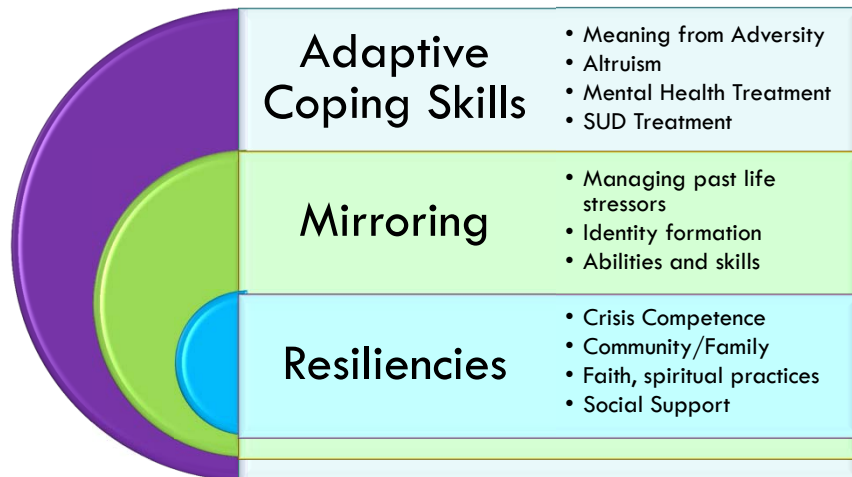 Adaptive
Coping Skills
• Meaning from Adversity
• Altruism
• Mental Health Treatment
• SUD Treatment
Mirroring
• Managing past life
stressors
• Identity formation
• Abilities and skills
Resiliencies
• Crisis Competence
• Community/Family
• Faith, spiritual practices
• Social Support